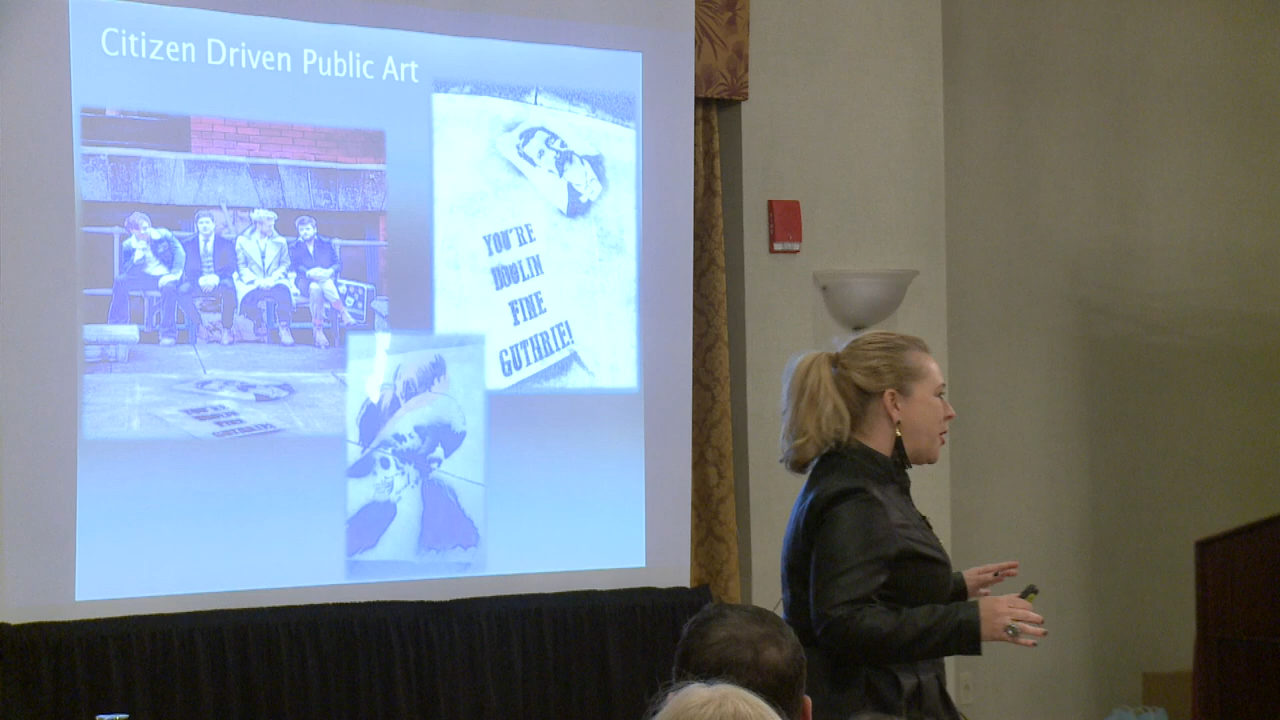 Citizen Driven Public Art
YOU'RE
DOOLIN
FINE
GUTHRIE!